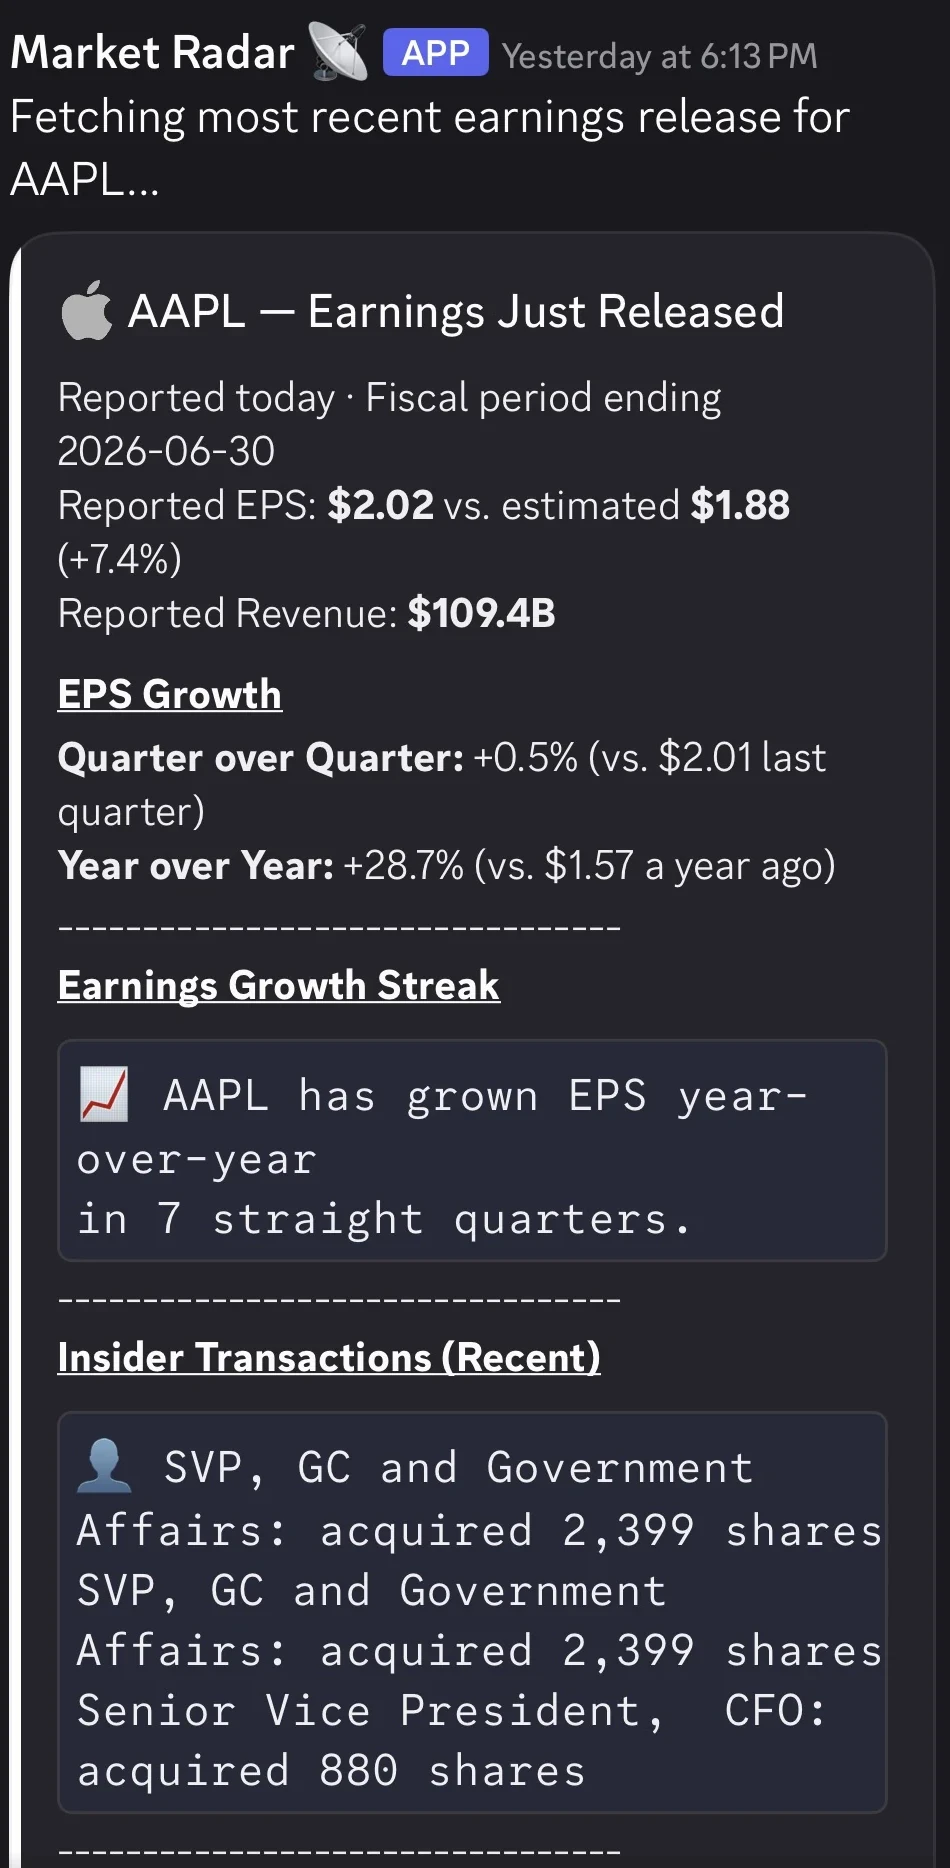 Market Radar APP Yesterday at 6:13 PM
Fetching most recent earnings release for
AAPL...
AAPL — Earnings Just Released
Reported today · Fiscal period ending
2026-06-30
Reported EPS: $2.02 vs. estimated $1.88
(+7.4%)
Reported Revenue: $109.4B
EPS Growth
Quarter over Quarter: +0.5% (vs. $2.01 last
quarter)
Year over Year: +28.7% (vs. $1.57 a year ago)
---------------------------------
Earnings Growth Streak
AAPL has grown EPS year-
over-year
in 7 straight quarters.
---------------------------------
Insider Transactions (Recent)
SVP, GC and Government
Affairs: acquired 2,399 shares
SVP, GC and Government
Affairs: acquired 2,399 shares
Senior Vice President,  CFO:
acquired 880 shares
---------------------------------